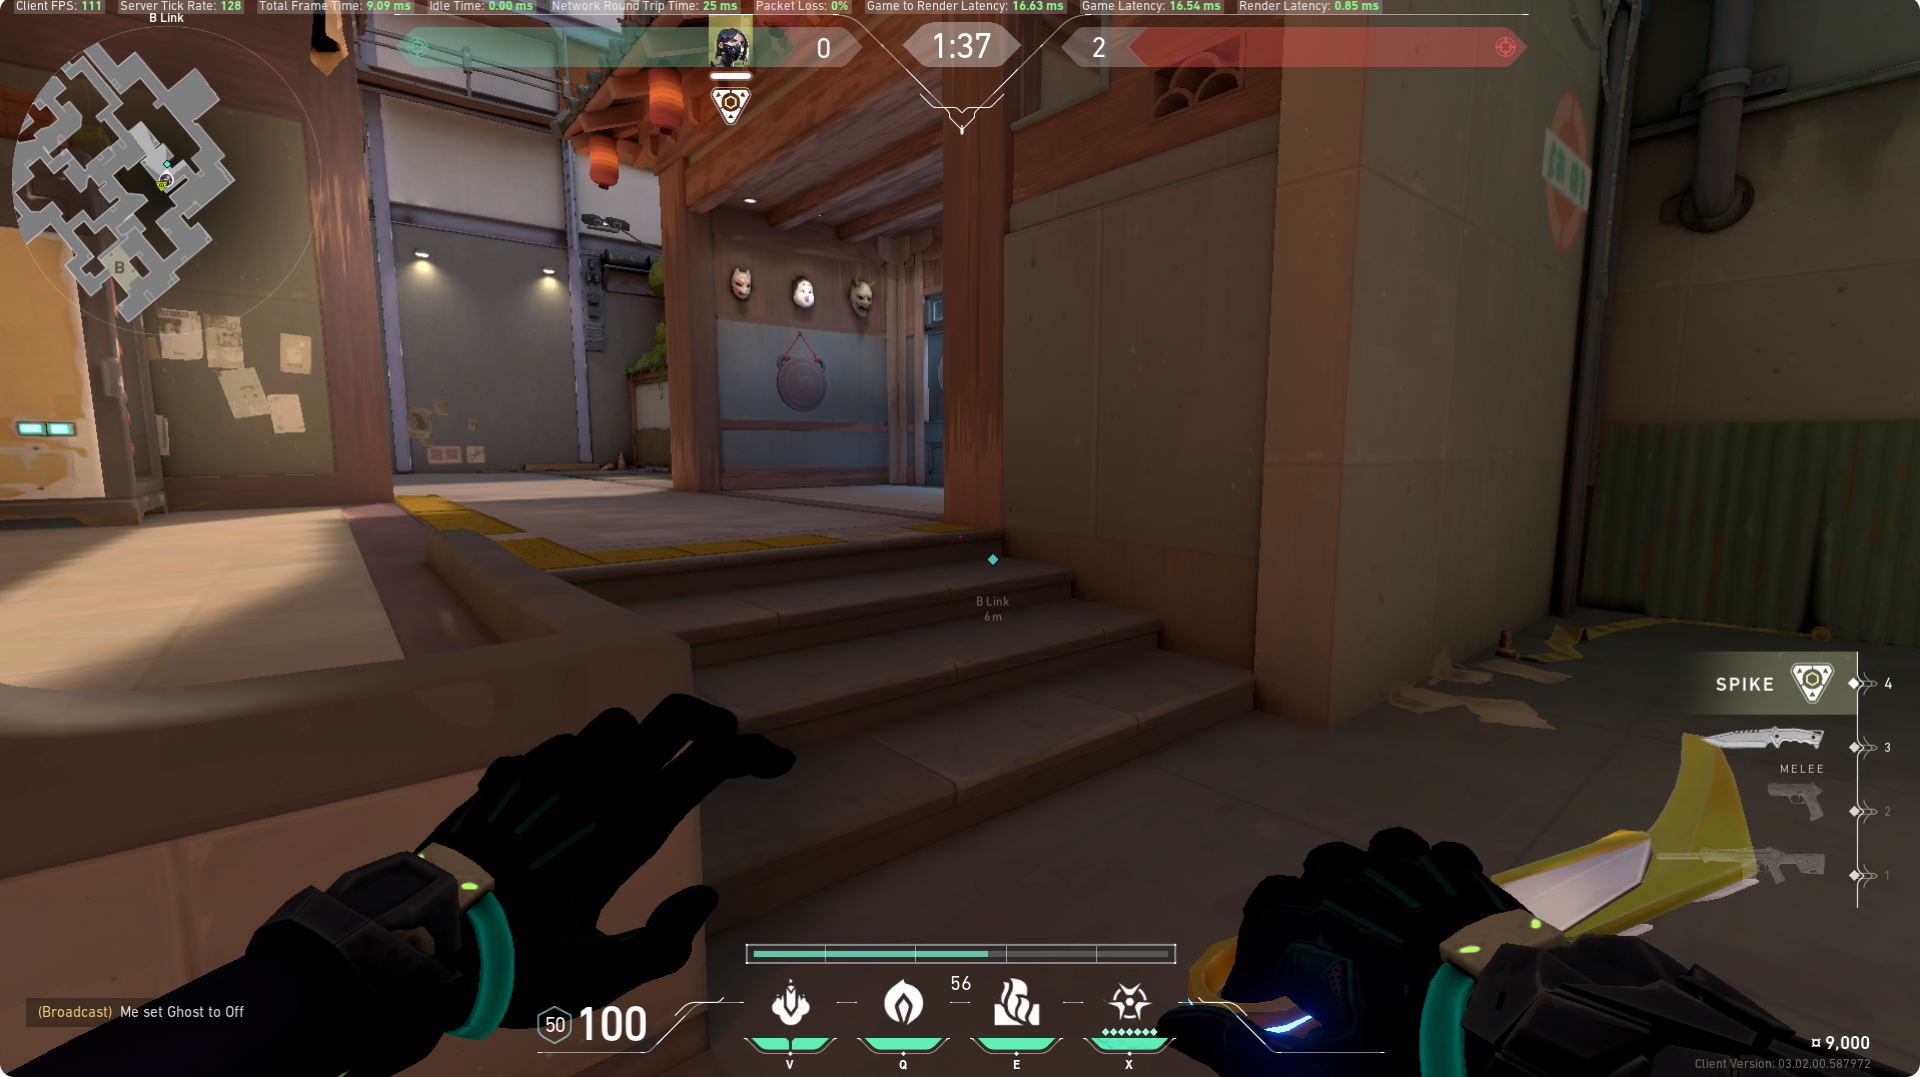 Client FPS: 111
Server Tick Rate: 128
Total Frame Time: 9.09 ms
Idle Time: 0.00 ms
Network Round Trip Time: 25 ms
Packet Loss: 0%
Game to Render Latency: 16.63 ms
Game Latency: 16.54 ms
Render Latency: 0.85 ms
B Link
0
1:37
2
B
B Link
6m
SPIKE
4
3
MELEE
2
1
(Broadcast) Me set Ghost to Off
50
100
56
V
Q
E
X
¤ 9,000
Client Version: 03.02.00.587972